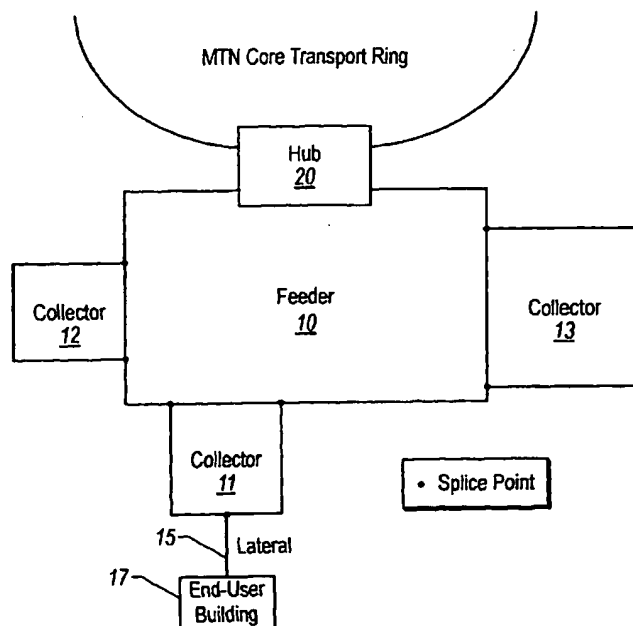 MTN Core Transport Ring
Hub
20
Feeder
10
Collector
12
Collector
13
Collector
11
• Splice Point
15
Lateral
17
End-User
Building